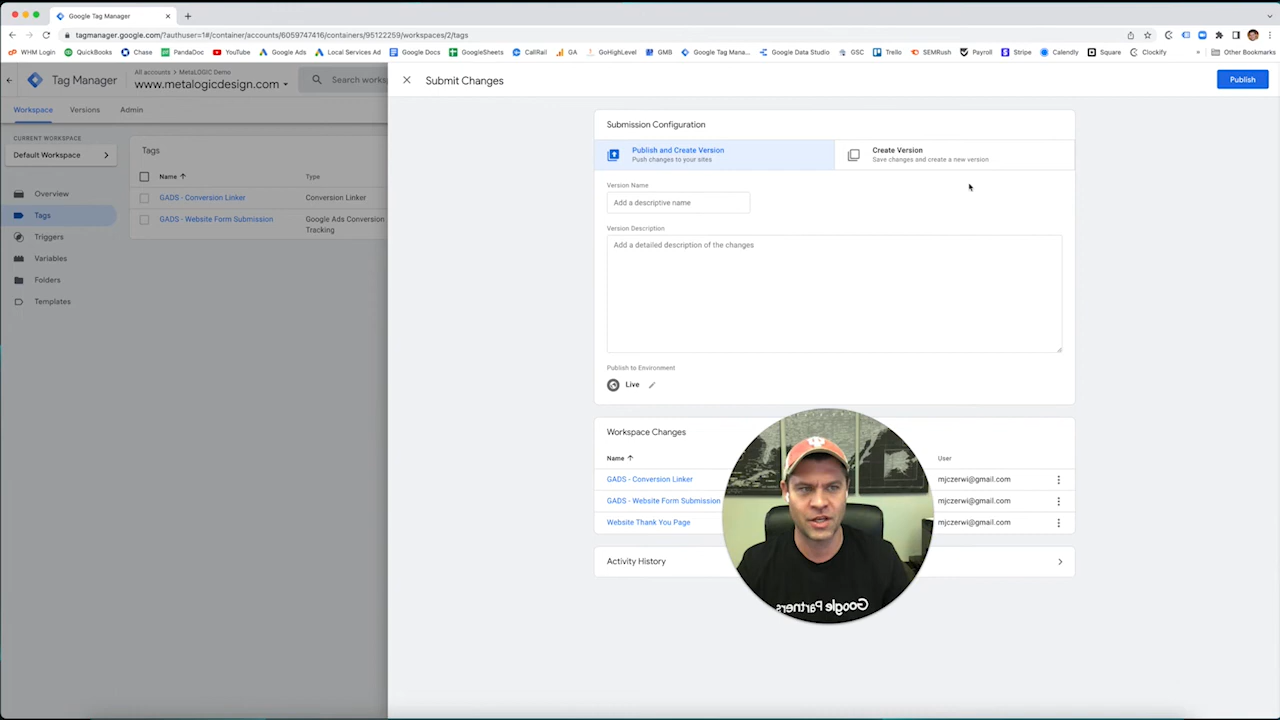 Google Tag Manager
tagmanager.google.com/?authuser=1#/container/accounts/6059747416/containers/95122259/workspaces/2/tags
WHM Login QuickBooks Chase PandaDoc YouTube Google Ads Local Services Ad Google Docs GoogleSheets CallRail GA GoHighLevel GMB Google Tag Mana... Google Data Studio GSC Trello SEMRush Payroll Stripe Calendly Square Clockify » Other Bookmarks
Tag Manager
All accounts > MetaLOGIC Demo
www.metalogicdesign.com
Search works
Submit Changes
Publish
Workspace Versions Admin
CURRENT WORKSPACE
Default Workspace
Overview
Tags
Triggers
Variables
Folders
Templates
Tags
Name Type
GADS - Conversion Linker Conversion Linker
GADS - Website Form Submission Google Ads Conversion Tracking
Submission Configuration
Publish and Create Version
Push changes to your sites
Create Version
Save changes and create a new version
Version Name
Add a descriptive name
Version Description
Add a detailed description of the changes
Publish to Environment
Live
Workspace Changes
Name User
GADS - Conversion Linker mjczerwi@gmail.com
GADS - Website Form Submission mjczerwi@gmail.com
Website Thank You Page mjczerwi@gmail.com
Activity History
Google Partners